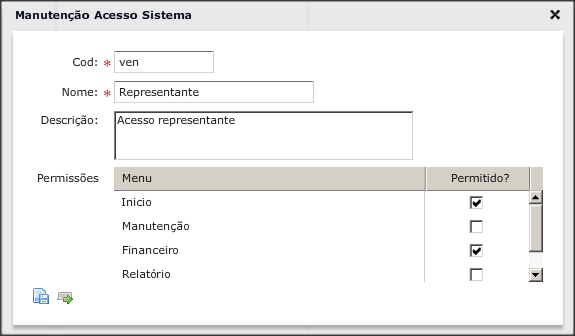 Manutenção Acesso Sistema
Cod: * ven
Nome: * Representante
Descrição: Acesso representante
Permissões Menu Permitido?
Inicio
Manutenção
Financeiro
Relatório